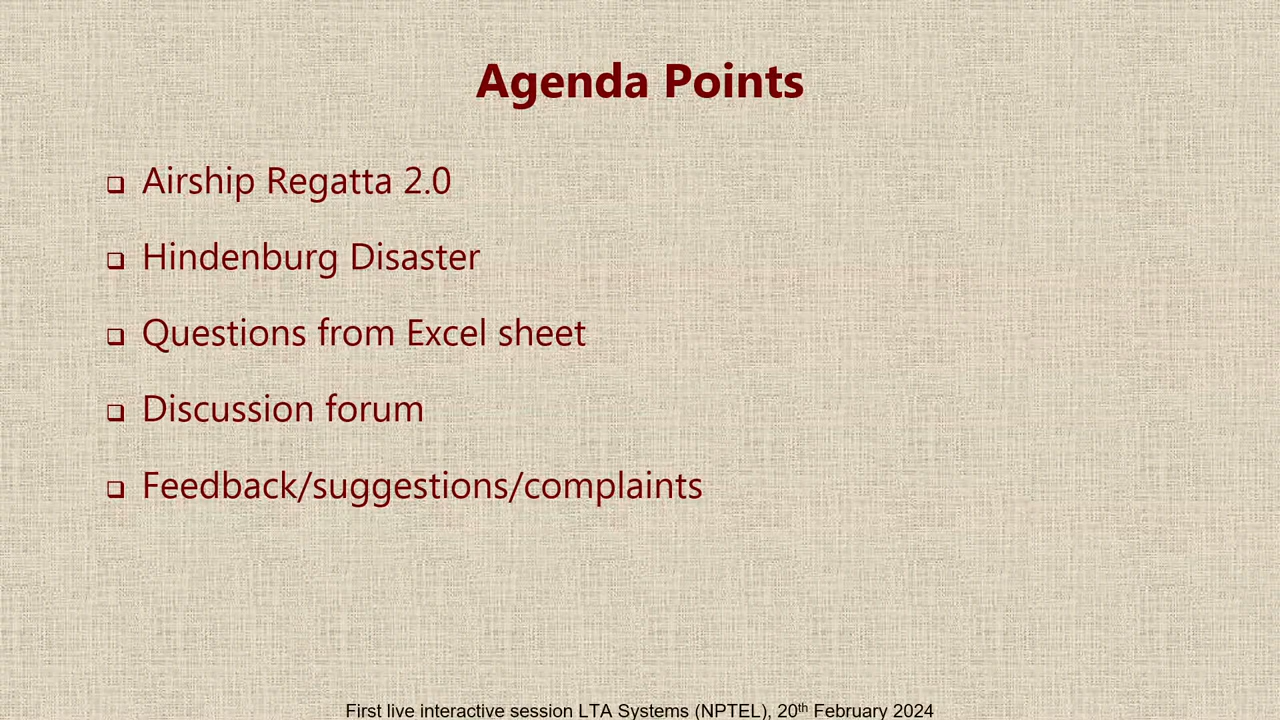 Agenda Points
❑ Airship Regatta 2.0
❑ Hindenburg Disaster
❑ Questions from Excel sheet
❑ Discussion forum
❑ Feedback/suggestions/complaints
First live interactive session LTA Systems (NPTEL), 20th February 2024